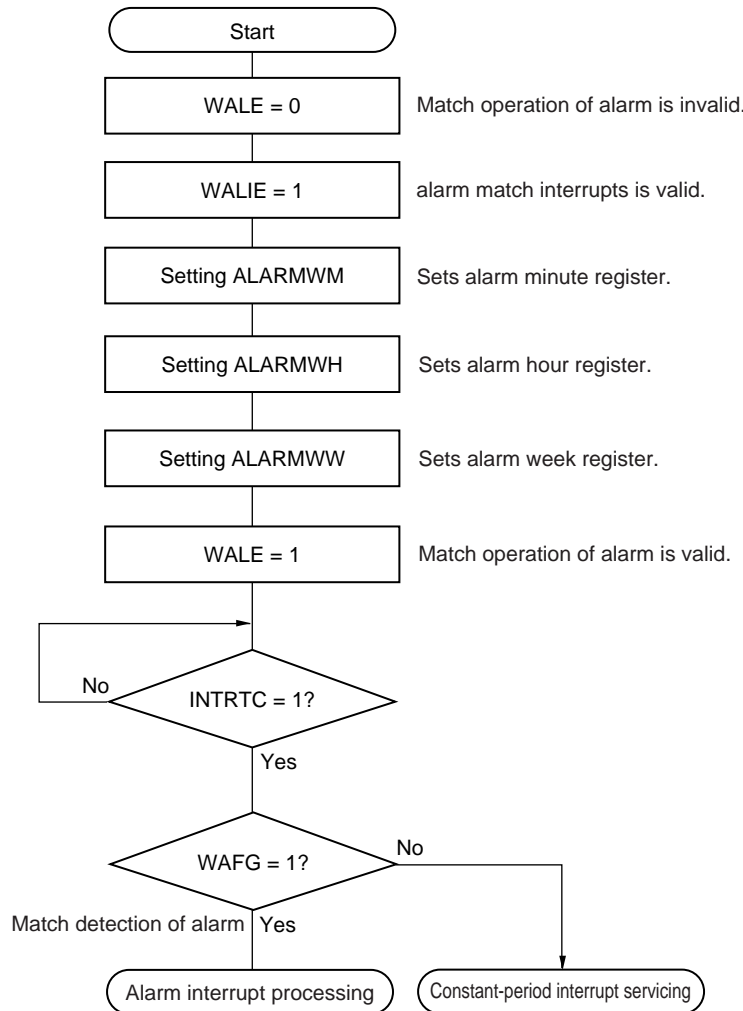 Start
WALE = 0
Match operation of alarm is invalid.
WALIE = 1
alarm match interrupts is valid.
Setting ALARMWM
Sets alarm minute register.
Setting ALARMWH
Sets alarm hour register.
Setting ALARMWW
Sets alarm week register.
WALE = 1
Match operation of alarm is valid.
No
INTRTC = 1?
Yes
WAFG = 1?
No
Match detection of alarm
Yes
Alarm interrupt processing
Constant-period interrupt servicing